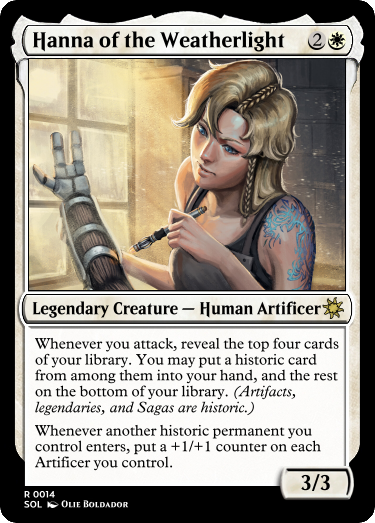 Hanna of the Weatherlight 2
Legendary Creature — Human Artificer
Whenever you attack, reveal the top four cards
of your library. You may put a historic card
from among them into your hand, and the rest
on the bottom of your library. (Artifacts,
legendaries, and Sagas are historic.)
Whenever another historic permanent you
control enters, put a +1/+1 counter on each
Artificer you control.
3/3
R 0014
SOL Olie Boldador